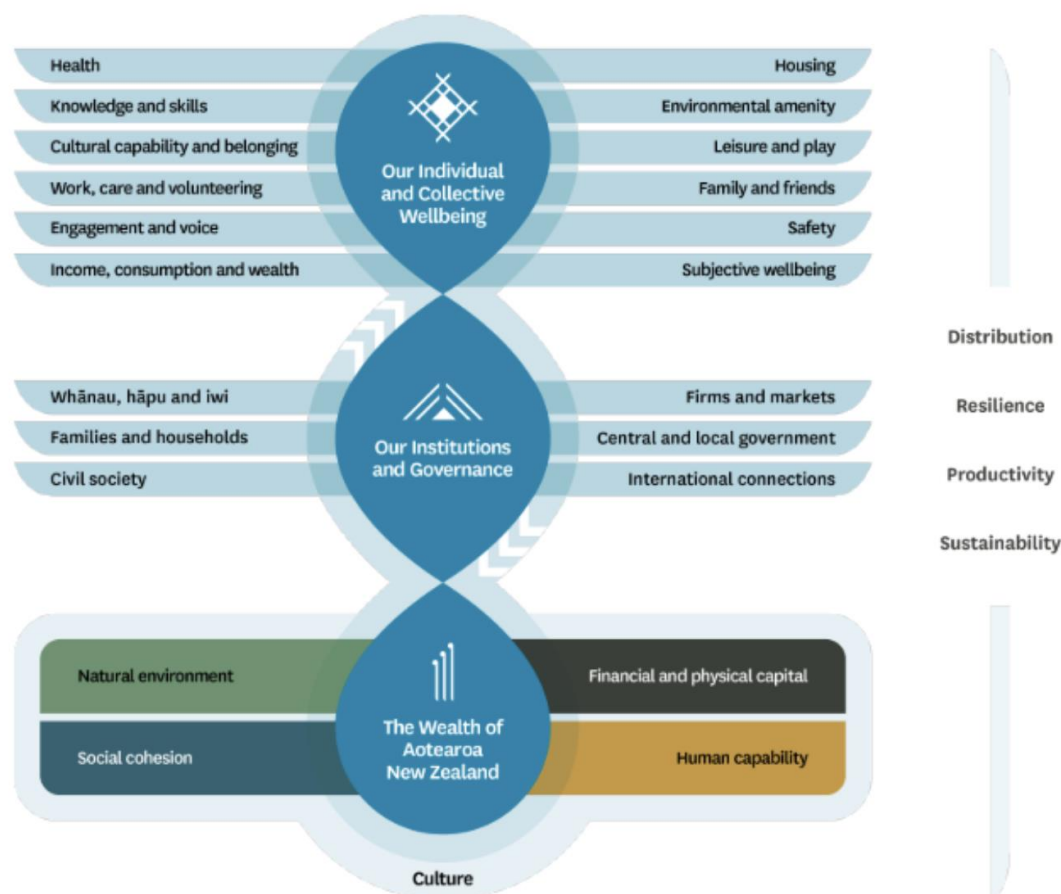 Health
Housing
Knowledge and skills
Environmental amenity
Cultural capability and belonging
Leisure and play
Work, care and volunteering
Family and friends
Engagement and voice
Safety
Income, consumption and wealth
Subjective wellbeing
Our Individual
and Collective
Wellbeing
Whānau, hāpu and iwi
Firms and markets
Families and households
Central and local government
Civil society
International connections
Our Institutions
and Governance
Natural environment
Financial and physical capital
Social cohesion
Human capability
The Wealth of
Aotearoa
New Zealand
Culture
Distribution
Resilience
Productivity
Sustainability